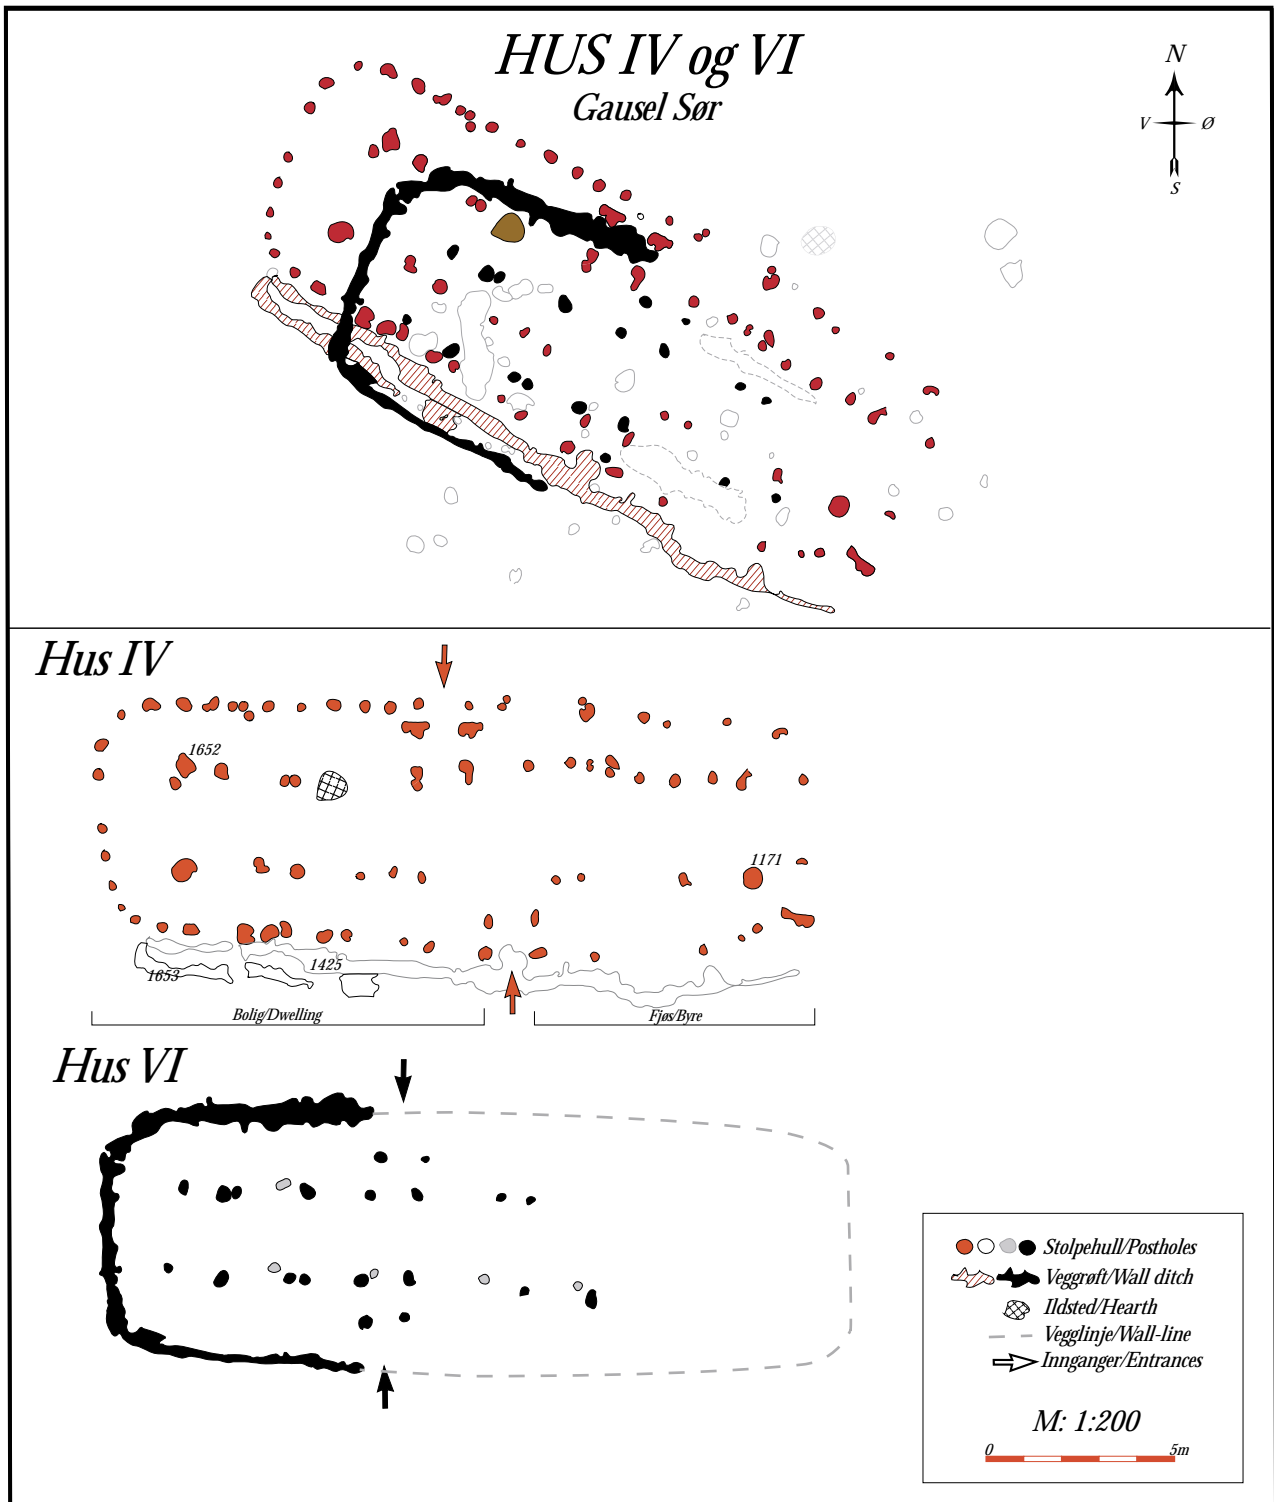 HUS IV og VI
Gausel Sør
N
V Ø
S
Hus IV
1652
1171
1653
1425
Bolig/Dwelling
Fjøs/Byre
Hus VI
Stolpehull/Postholes
Veggrøft/Wall ditch
Ildsted/Hearth
Vegglinje/Wall-line
Innganger/Entrances
M: 1:200
0 5m